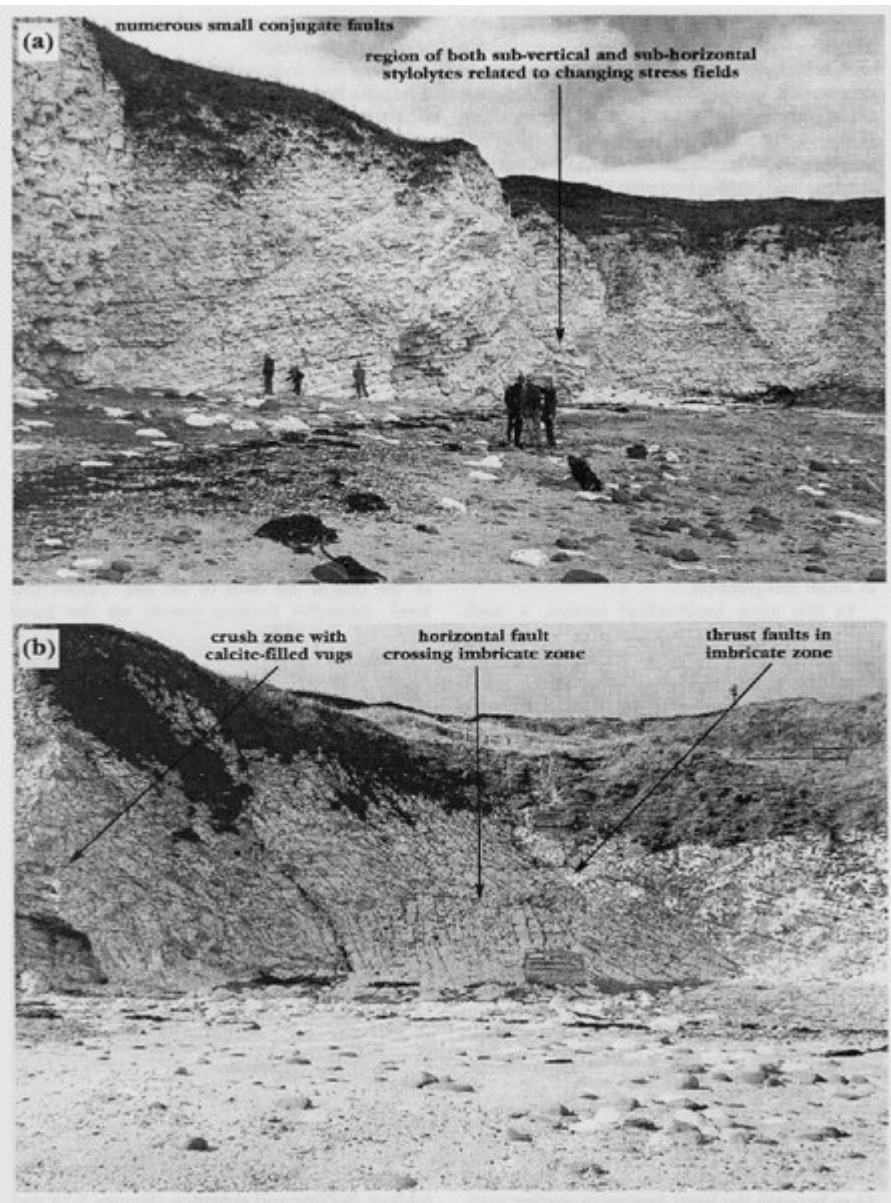 (a)
numerous small conjugate faults
region of both sub-vertical and sub-horizontal
stylolytes related to changing stress fields
(b)
crush zone with
calcite-filled vugs
horizontal fault
crossing imbricate zone
thrust faults in
imbricate zone